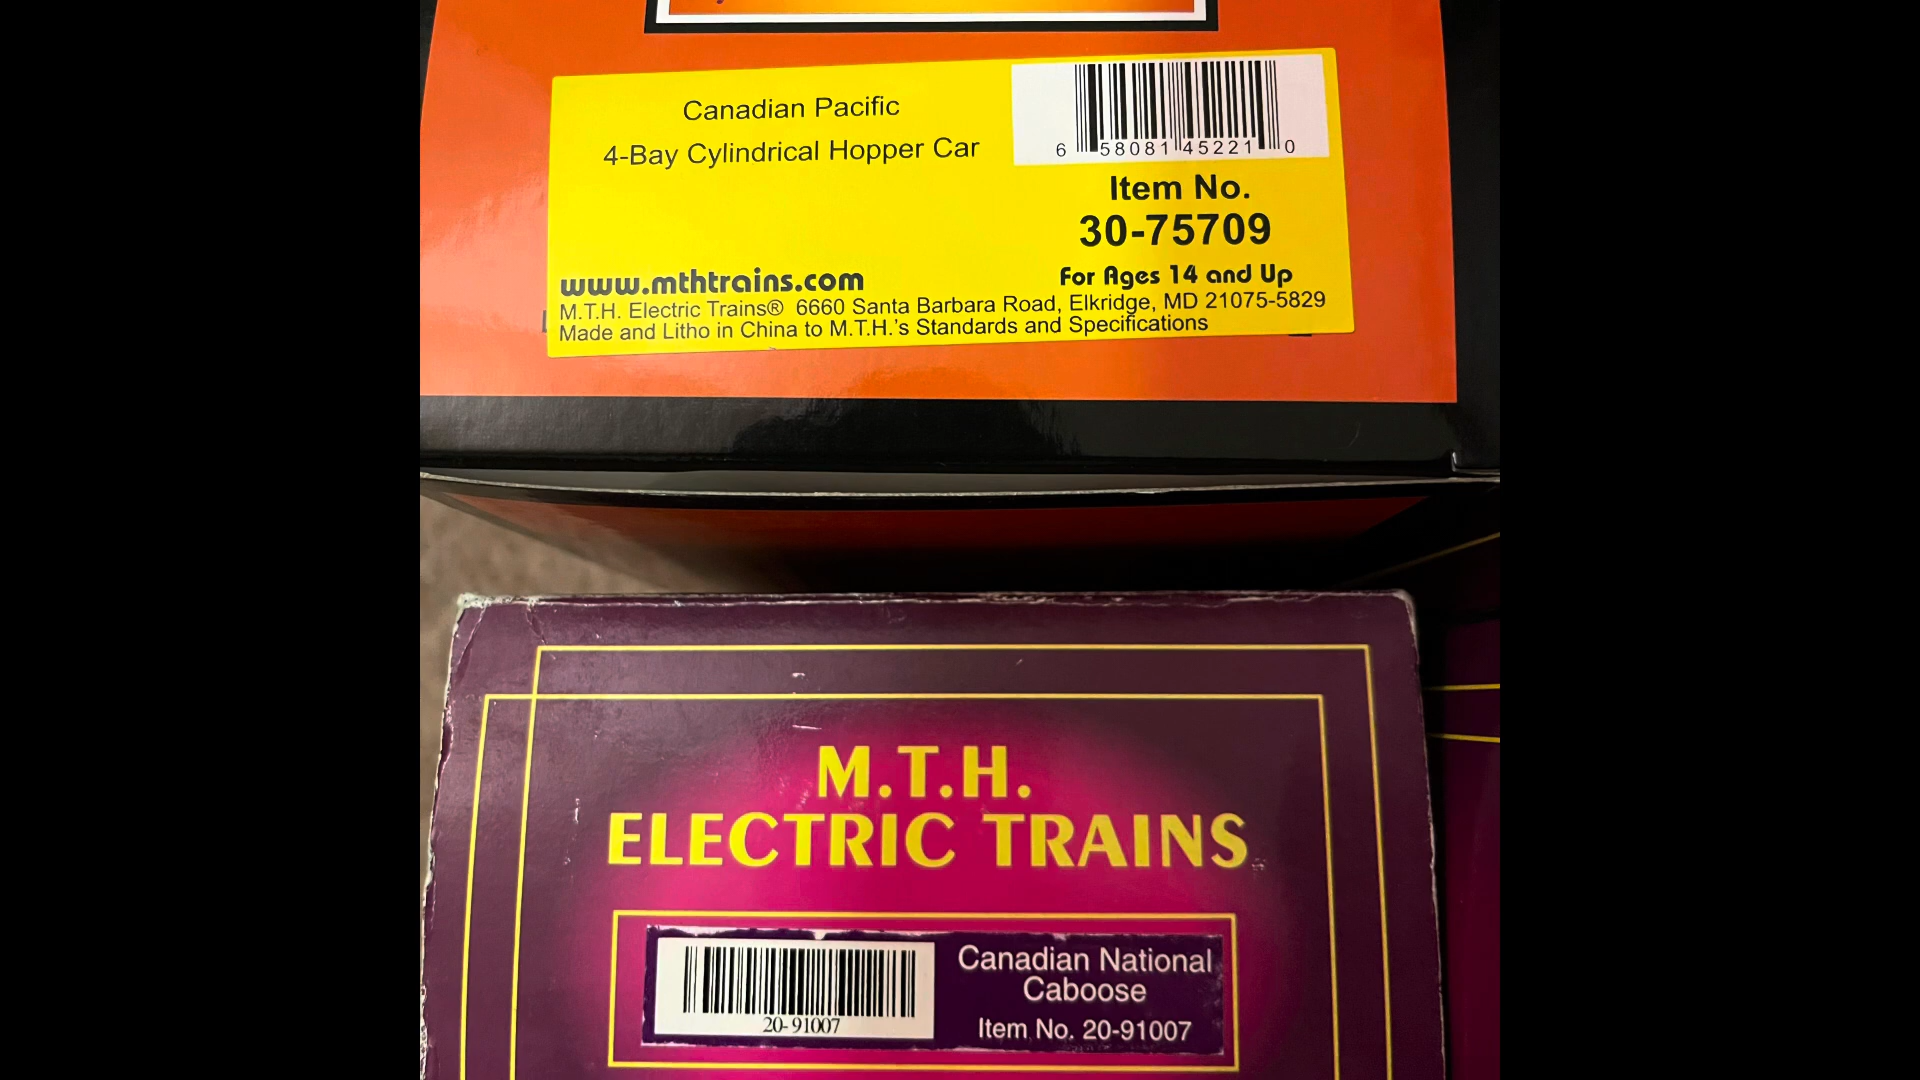 Canadian Pacific
4-Bay Cylindrical Hopper Car
6 58081 45221 0
Item No.
30-75709
www.mthtrains.com
For Ages 14 and Up
M.T.H. Electric Trains® 6660 Santa Barbara Road, Elkridge, MD 21075-5829
Made and Litho in China to M.T.H.'s Standards and Specifications
M.T.H.
ELECTRIC TRAINS
Canadian National
Caboose
20-91007
Item No. 20-91007